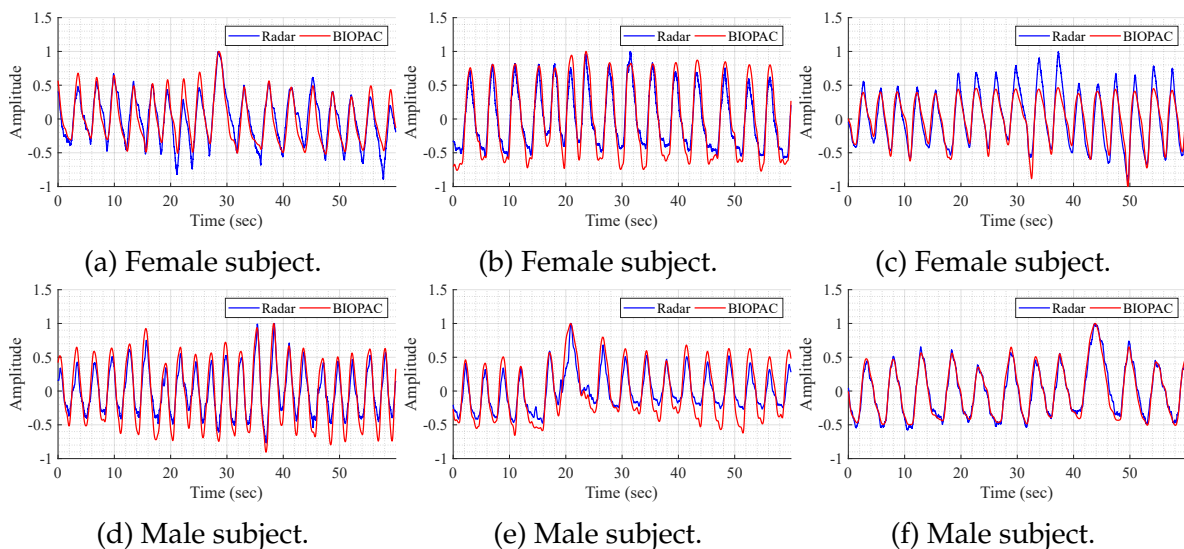 1.5
1
0.5
0
-0.5
-1
Amplitude
Radar BIOPAC
0 10 20 30 40 50
Time (sec)
(a) Female subject.
1.5
1
0.5
0
-0.5
-1
Amplitude
Radar BIOPAC
0 10 20 30 40 50
Time (sec)
(b) Female subject.
1.5
1
0.5
0
-0.5
-1
Amplitude
Radar BIOPAC
0 10 20 30 40 50
Time (sec)
(c) Female subject.
1.5
1
0.5
0
-0.5
-1
Amplitude
Radar BIOPAC
0 10 20 30 40 50
Time (sec)
(d) Male subject.
1.5
1
0.5
0
-0.5
-1
Amplitude
Radar BIOPAC
0 10 20 30 40 50
Time (sec)
(e) Male subject.
1.5
1
0.5
0
-0.5
-1
Amplitude
Radar BIOPAC
0 10 20 30 40 50
Time (sec)
(f) Male subject.